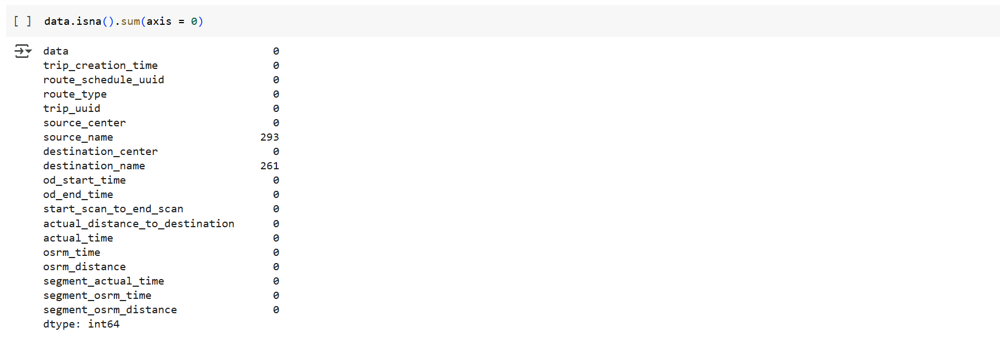 [ ] data.isna().sum(axis = 0)
data 0
trip_creation_time 0
route_schedule_uuid 0
route_type 0
trip_uuid 0
source_center 0
source_name 293
destination_center 0
destination_name 261
od_start_time 0
od_end_time 0
start_scan_to_end_scan 0
actual_distance_to_destination 0
actual_time 0
osrm_time 0
osrm_distance 0
segment_actual_time 0
segment_osrm_time 0
segment_osrm_distance 0
dtype: int64